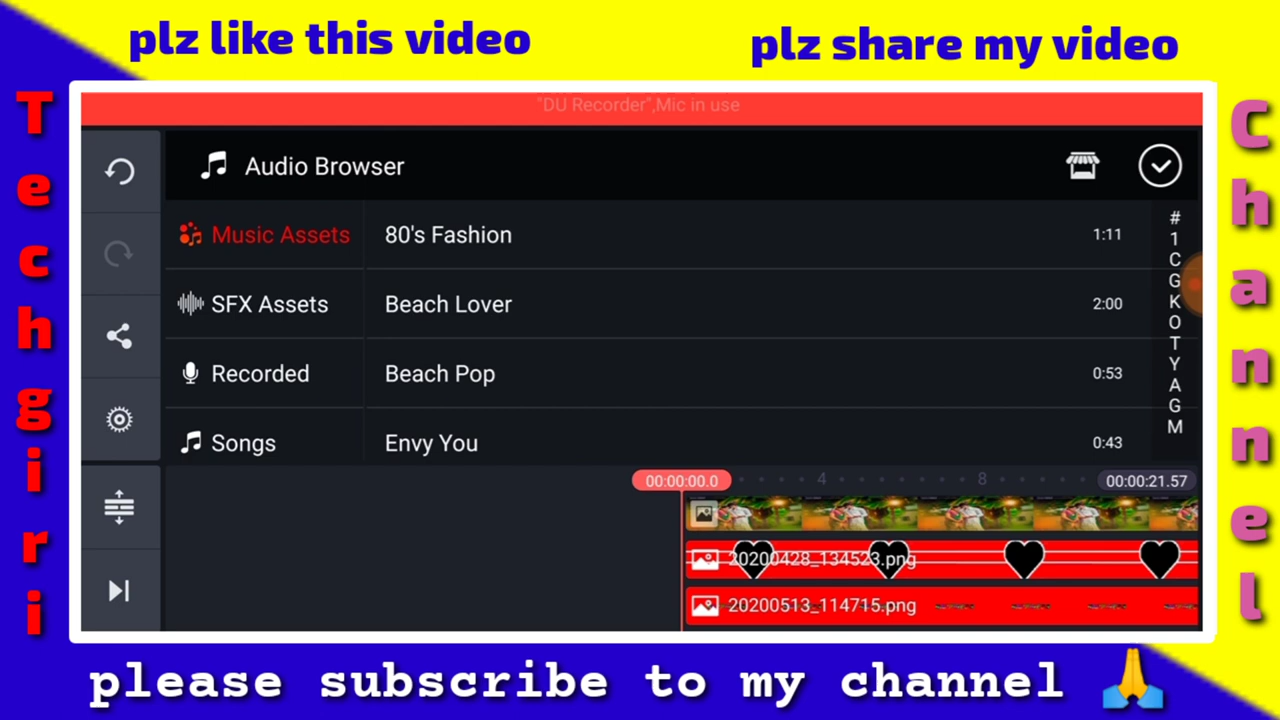 plz like this video
plz share my video
Techgiri
Channel
"DU Recorder",Mic in use
Audio Browser
Music Assets
80's Fashion
1:11
SFX Assets
Beach Lover
2:00
Recorded
Beach Pop
0:53
Songs
Envy You
0:43
#
1
C
G
K
O
T
Y
A
G
M
00:00:00.0
4
8
00:00:21.57
20200428_134523.png
20200513_114715.png
please subscribe to my channel 🙏